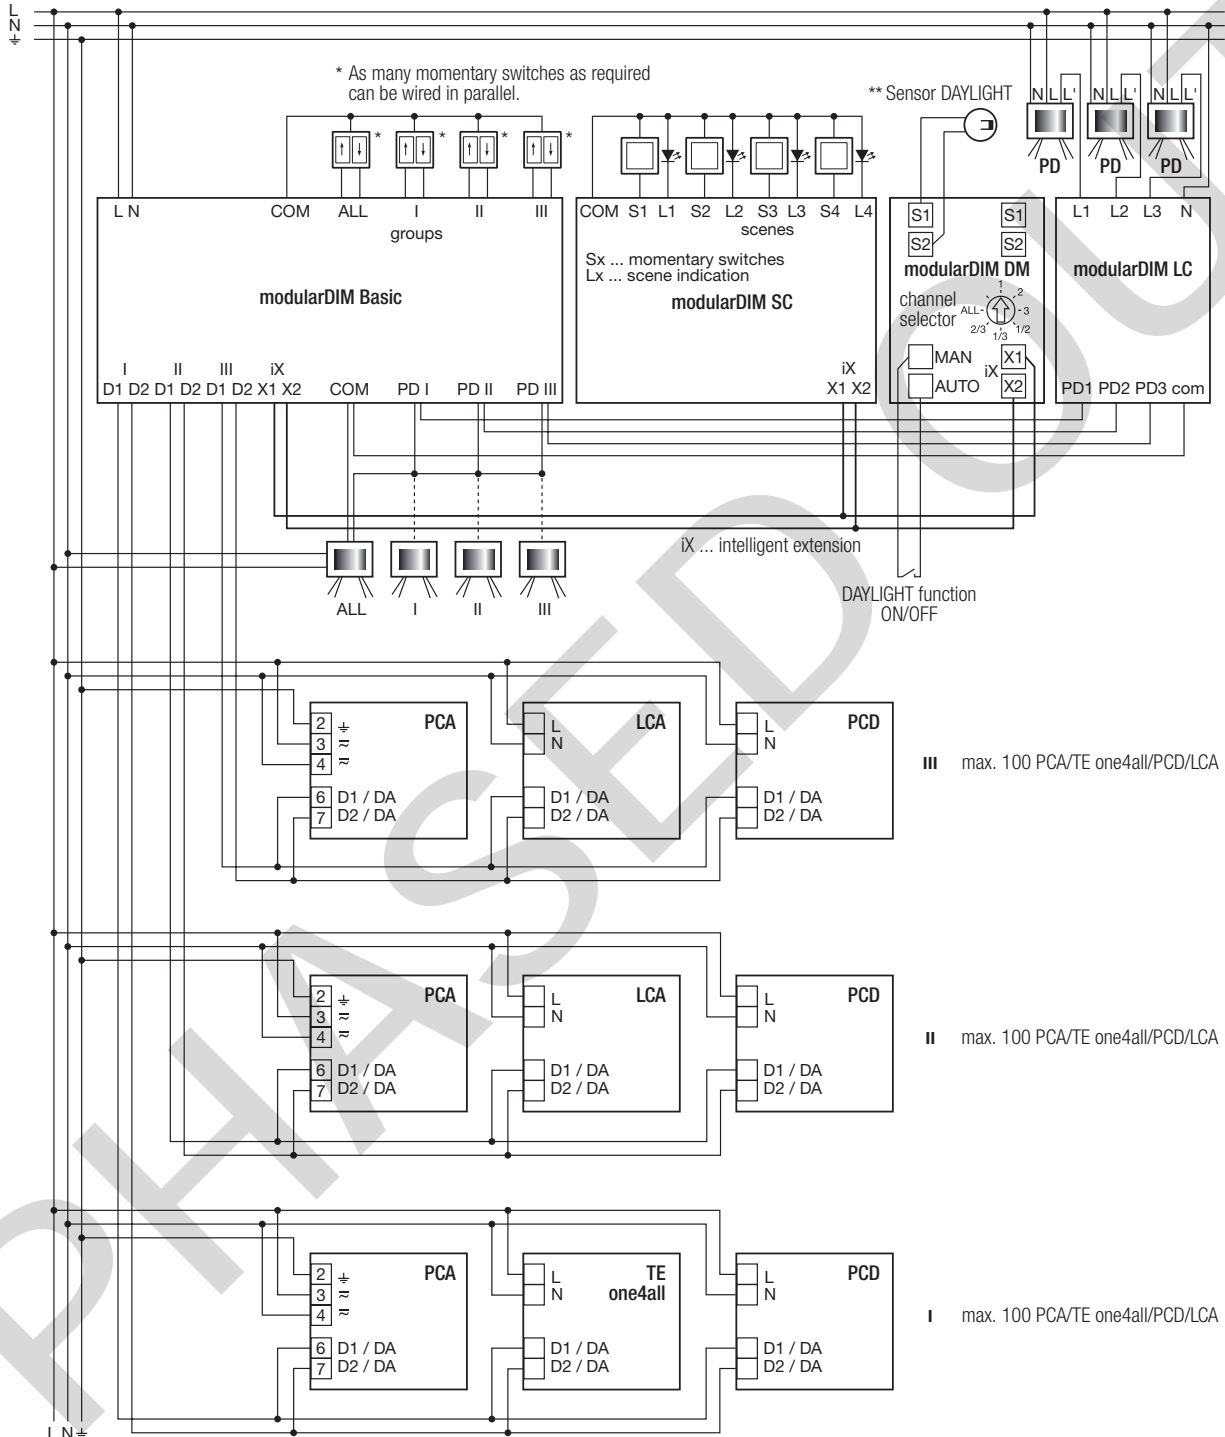 L
N
* As many momentary switches as required
can be wired in parallel.
** Sensor DAYLIGHT
N L L' N L L' N L L'
PD PD PD
* * * *
L N COM ALL I II III
groups
modularDIM Basic
I II III iX
D1 D2 D1 D2 D1 D2 X1 X2 COM PD I PD II PD III
COM S1 L1 S2 L2 S3 L3 S4 L4
scenes
Sx ... momentary switches
Lx ... scene indication
modularDIM SC
iX
X1 X2
S1 S1
S2 S2
modularDIM DM
channel
selector
1
2
ALL 3
2/3 1/2
1/3
MAN X1
iX
AUTO X2
L1 L2 L3 N
modularDIM LC
PD1 PD2 PD3 com
iX ... intelligent extension
ALL I II III
DAYLIGHT function
ON/OFF
PCA
2
3
4
6 D1 / DA
7 D2 / DA
LCA
L
N
D1 / DA
D2 / DA
PCD
L
N
D1 / DA
D2 / DA
III max. 100 PCA/TE one4all/PCD/LCA
PCA
2
3
4
6 D1 / DA
7 D2 / DA
LCA
L
N
D1 / DA
D2 / DA
PCD
L
N
D1 / DA
D2 / DA
II max. 100 PCA/TE one4all/PCD/LCA
PCA
2
3
4
6 D1 / DA
7 D2 / DA
TE
one4all
L
N
D1 / DA
D2 / DA
PCD
L
N
D1 / DA
D2 / DA
I max. 100 PCA/TE one4all/PCD/LCA
L N
PHASED OUT